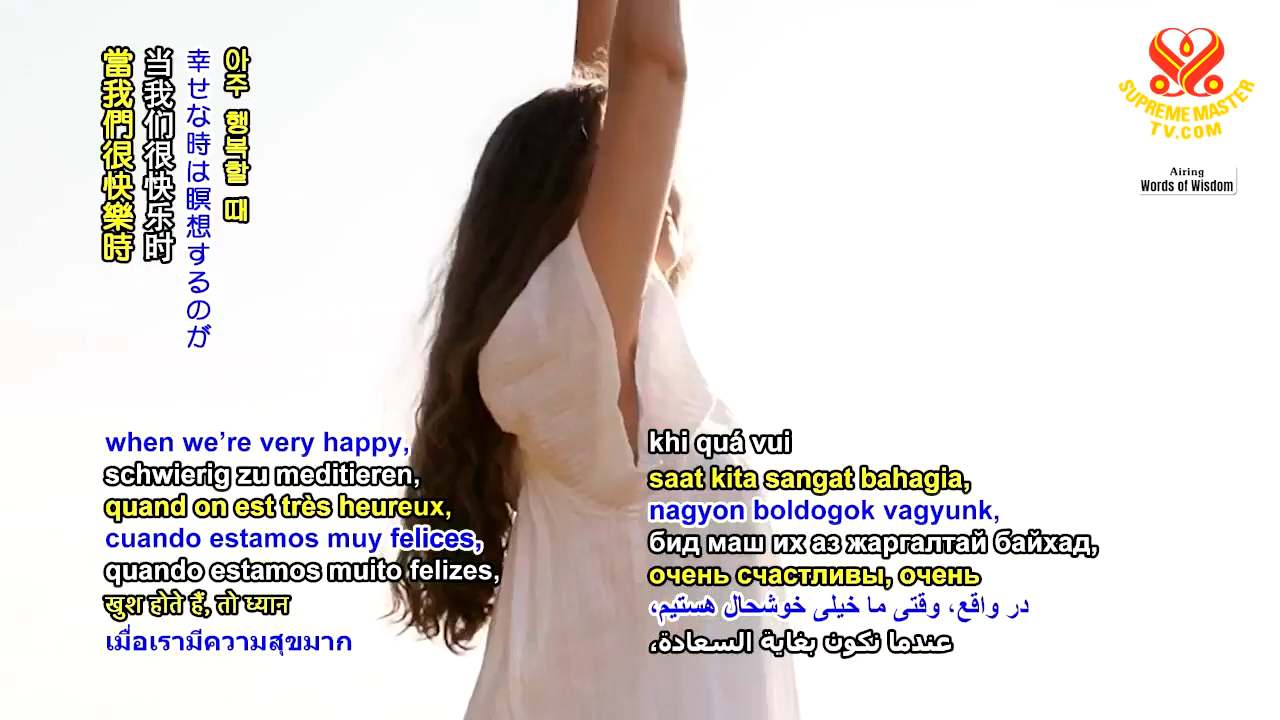 아주 행복할 때
幸せな時は瞑想するのが
当我们很快乐时
當我們很快樂時
SUPREME MASTER
TV.COM
Airing
Words of Wisdom
when we’re very happy,
schwierig zu meditieren,
quand on est très heureux,
cuando estamos muy felices,
quando estamos muito felizes,
खुश होते हैं, तो ध्यान
เมื่อเรามีความสุขมาก
khi quá vui
saat kita sangat bahagia,
nagyon boldogok vagyunk,
бид маш их аз жаргалтай байхад,
очень счастливы, очень
در واقع، وقتی ما خیلی خوشحال هستیم،
عندما نكون بغاية السعادة،